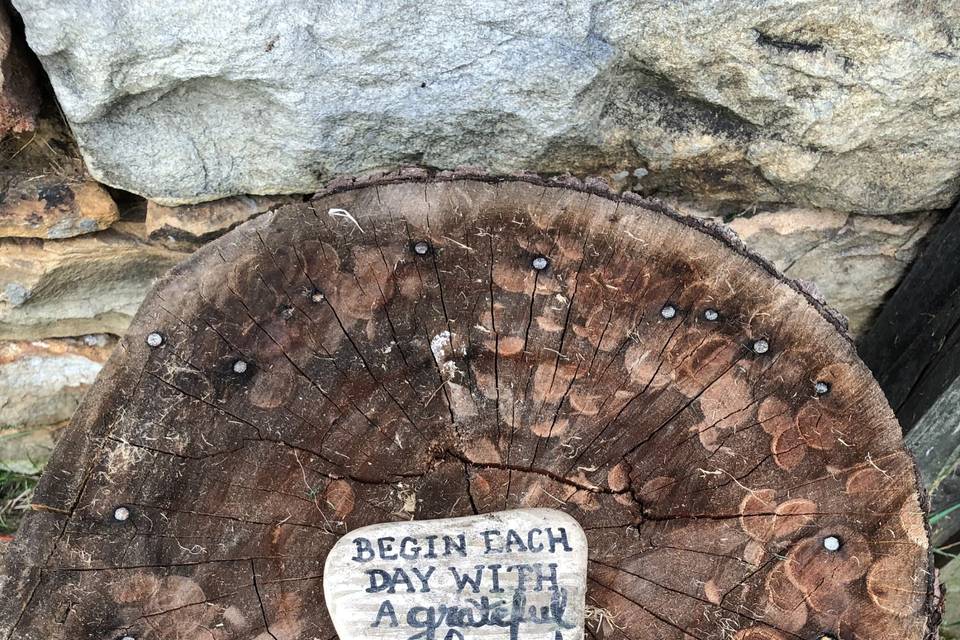 BEGIN EACH
DAY WITH
A grateful